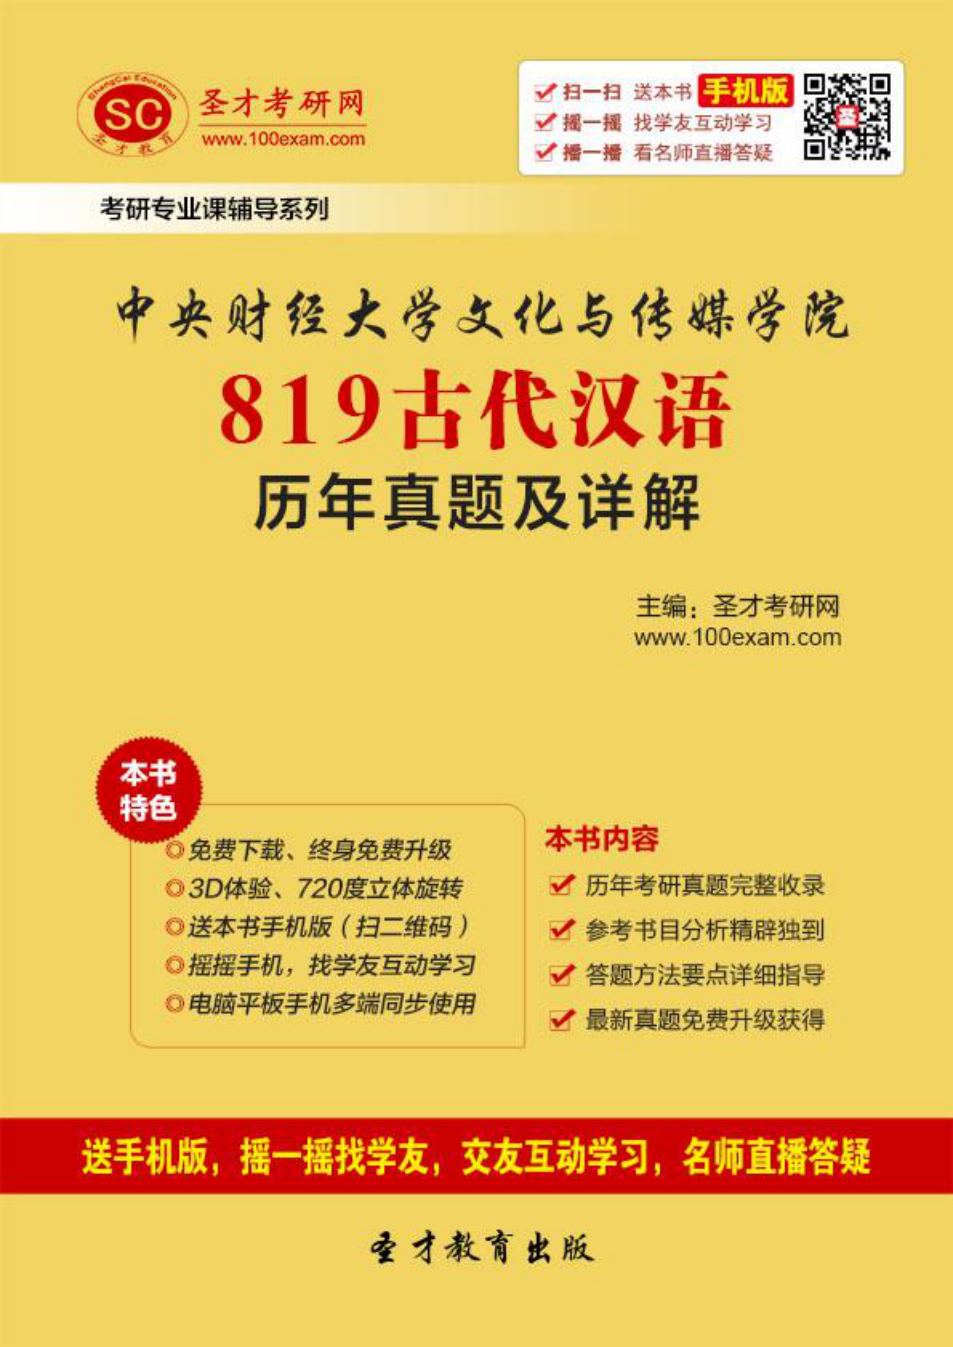 ShengCai Education
SC
圣才教育
圣才考研网
www.100exam.com
扫一扫 送本书 手机版
摇一摇 找学友互动学习
播一播 看名师直播答疑
圣
考研专业课辅导系列
中央财经大学文化与传媒学院
819古代汉语
历年真题及详解
主编：圣才考研网
www.100exam.com
本书
特色
◎免费下载、终身免费升级
◎3D体验、720度立体旋转
◎送本书手机版（扫二维码）
◎摇摇手机，找学友互动学习
◎电脑平板手机多端同步使用
本书内容
历年考研真题完整收录
参考书目分析精辟独到
答题方法要点详细指导
最新真题免费升级获得
送手机版，摇一摇找学友，交友互动学习，名师直播答疑
圣才教育出版